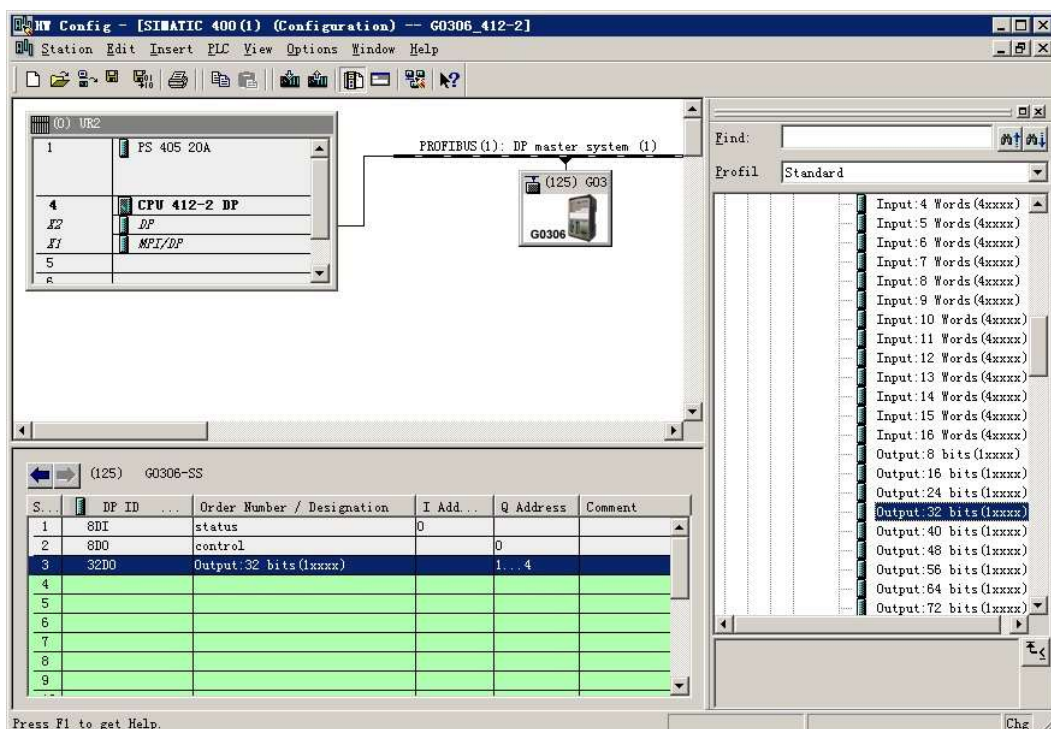 HW Config - [SIMATIC 400(1) (Configuration) -- G0306_412-2]
Station Edit Insert PLC View Options Window Help
(0) UR2
1 PS 405 20A
4 CPU 412-2 DP
X2 DP
X1 MPI/DP
5
6
PROFIBUS(1): DP master system (1)
(125) G03
G0306
Find:
Profil Standard
Input:4 Words(4xxxx)
Input:5 Words(4xxxx)
Input:6 Words(4xxxx)
Input:7 Words(4xxxx)
Input:8 Words(4xxxx)
Input:9 Words(4xxxx)
Input:10 Words(4xxxx)
Input:11 Words(4xxxx)
Input:12 Words(4xxxx)
Input:13 Words(4xxxx)
Input:14 Words(4xxxx)
Input:15 Words(4xxxx)
Input:16 Words(4xxxx)
Output:8 bits(1xxxx)
Output:16 bits(1xxxx)
Output:24 bits(1xxxx)
Output:32 bits(1xxxx)
Output:40 bits(1xxxx)
Output:48 bits(1xxxx)
Output:56 bits(1xxxx)
Output:64 bits(1xxxx)
Output:72 bits(1xxxx)
(125) G0306-SS
S... DP ID ... Order Number / Designation I Add... Q Address Comment
1 8DI status 0
2 8DO control 0
3 32DO Output:32 bits(1xxxx) 1...4
4
5
6
7
8
9
Press F1 to get Help. Chg